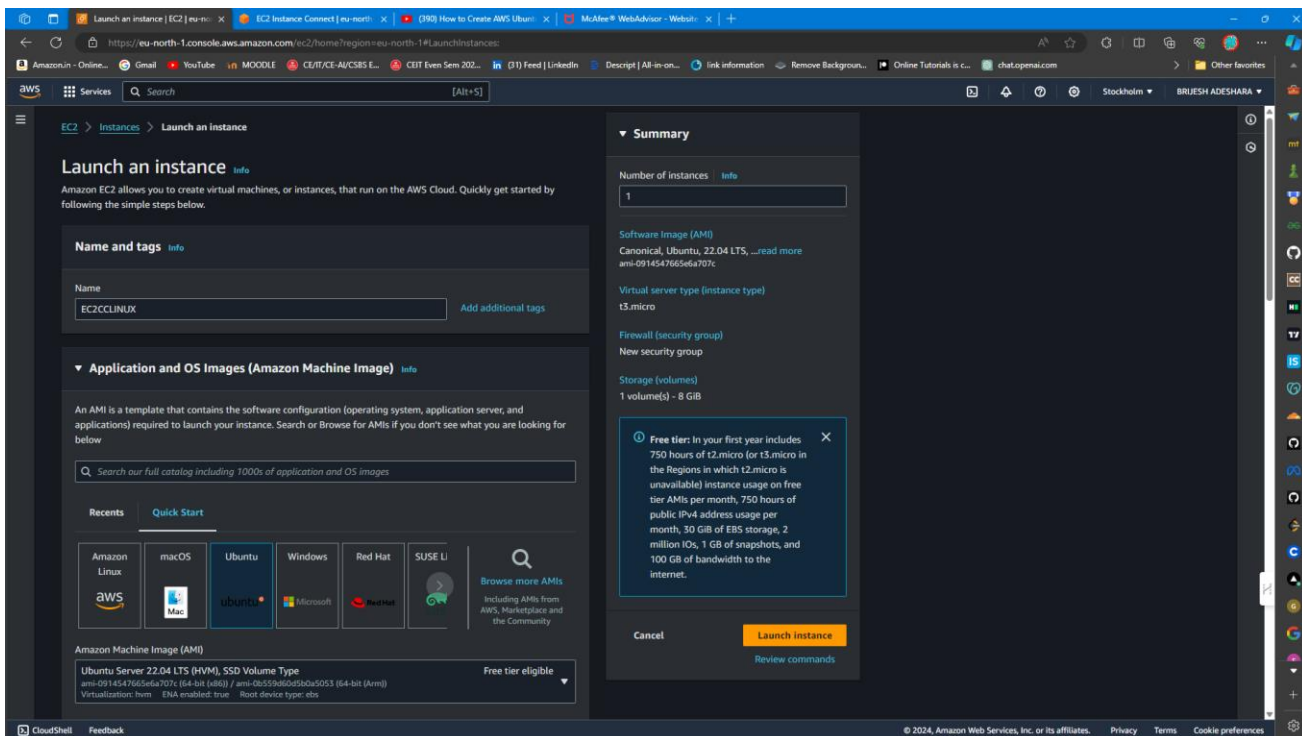 Launch an instance | EC2 | eu-no
EC2 Instance Connect | eu-north
(390) How to Create AWS Ubunt
McAfee® WebAdvisor - Website
https://eu-north-1.console.aws.amazon.com/ec2/home?region=eu-north-1#LaunchInstances:
Amazon.in - Online...
Gmail
YouTube
MOODLE
CE/IT/CE-AI/CSBS E...
CEIT Even Sem 202...
(31) Feed | LinkedIn
Descript | All-in-on...
link information
Remove Backgroun...
Online Tutorials is c...
chat.openai.com
Other favorites
aws
Services
Search
[Alt+S]
Stockholm
BRIJESH ADESHARA
EC2 > Instances > Launch an instance
Launch an instance Info
Amazon EC2 allows you to create virtual machines, or instances, that run on the AWS Cloud. Quickly get started by
following the simple steps below.
Name and tags Info
Name
EC2CCLINUX
Add additional tags
Application and OS Images (Amazon Machine Image) Info
An AMI is a template that contains the software configuration (operating system, application server, and
applications) required to launch your instance. Search or Browse for AMIs if you don't see what you are looking for
below
Search our full catalog including 1000s of application and OS images
Recents
Quick Start
Amazon
Linux
aws
macOS
Mac
Ubuntu
ubuntu
Windows
Microsoft
Red Hat
Red Hat
SUSE Li
Browse more AMIs
Including AMIs from
AWS, Marketplace and
the Community
Amazon Machine Image (AMI)
Ubuntu Server 22.04 LTS (HVM), SSD Volume Type
Free tier eligible
ami-0914547665e6a707c (64-bit (x86)) / ami-0b559d60d5b0a5053 (64-bit (Arm))
Virtualization: hvm ENA enabled: true Root device type: ebs
Summary
Number of instances Info
1
Software Image (AMI)
Canonical, Ubuntu, 22.04 LTS, ...read more
ami-0914547665e6a707c
Virtual server type (instance type)
t3.micro
Firewall (security group)
New security group
Storage (volumes)
1 volume(s) - 8 GiB
Free tier: In your first year includes
750 hours of t2.micro (or t3.micro in
the Regions in which t2.micro is
unavailable) instance usage on free
tier AMIs per month, 750 hours of
public IPv4 address usage per
month, 30 GiB of EBS storage, 2
million IOs, 1 GB of snapshots, and
100 GB of bandwidth to the
internet.
Cancel
Launch instance
Review commands
CloudShell
Feedback
© 2024, Amazon Web Services, Inc. or its affiliates.
Privacy
Terms
Cookie preferences